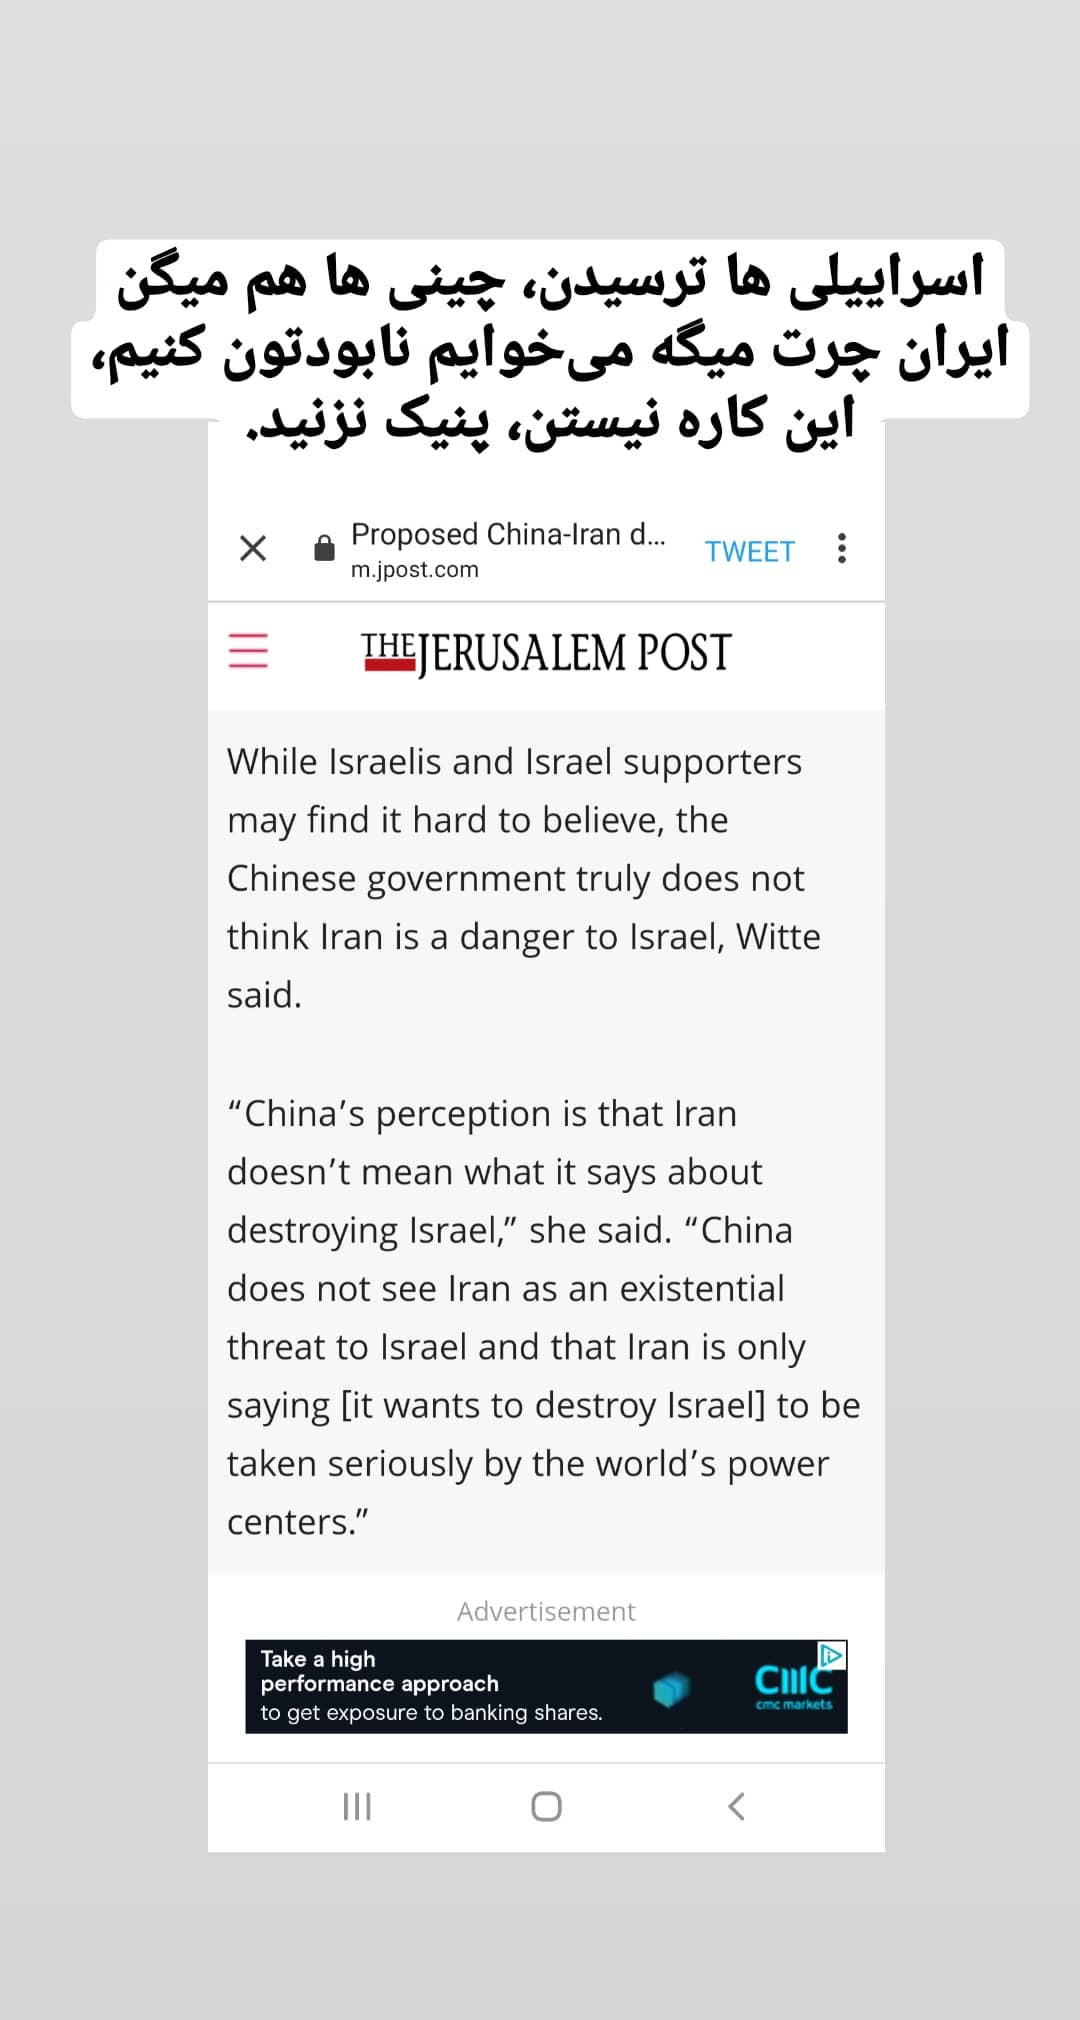 اسراییلی ها ترسیدن، چینی ها هم میگن
ایران چرت میگه می‌خوایم نابودتون کنیم،
این کاره نیستن، پنیک نزنید.
Proposed China-Iran d...
m.jpost.com
TWEET
THE JERUSALEM POST
While Israelis and Israel supporters
may find it hard to believe, the
Chinese government truly does not
think Iran is a danger to Israel, Witte
said.
“China’s perception is that Iran
doesn’t mean what it says about
destroying Israel,” she said. “China
does not see Iran as an existential
threat to Israel and that Iran is only
saying [it wants to destroy Israel] to be
taken seriously by the world’s power
centers.”
Advertisement
Take a high
performance approach
to get exposure to banking shares.
cmc
cmc markets